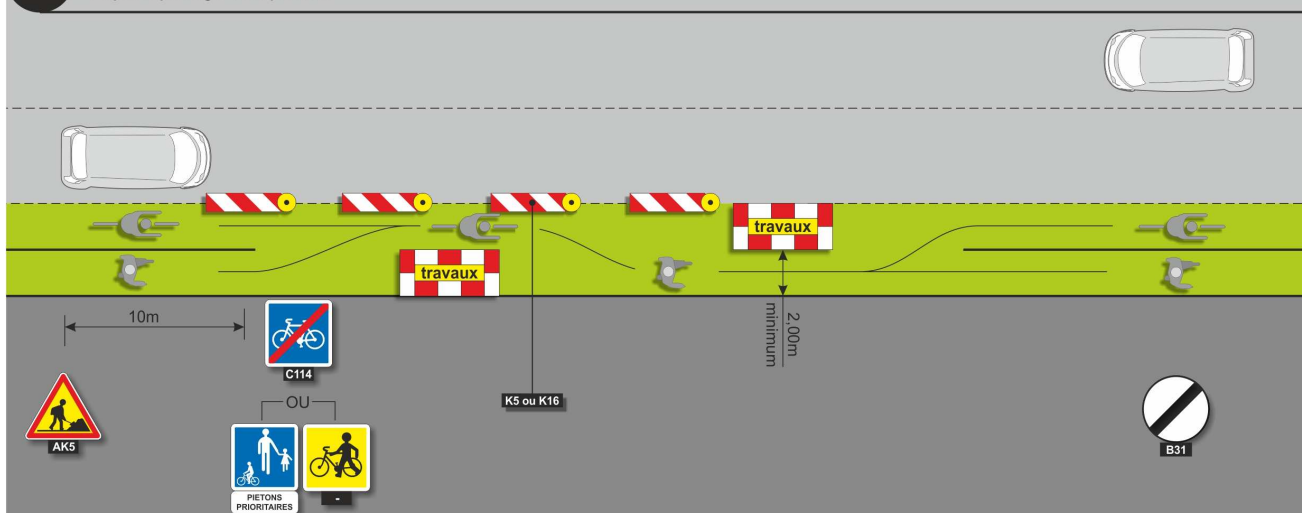 travaux
travaux
10m
2,00m
minimum
C114
OU
K5 ou K16
AK5
B31
PIETONS
PRIORITAIRES
-